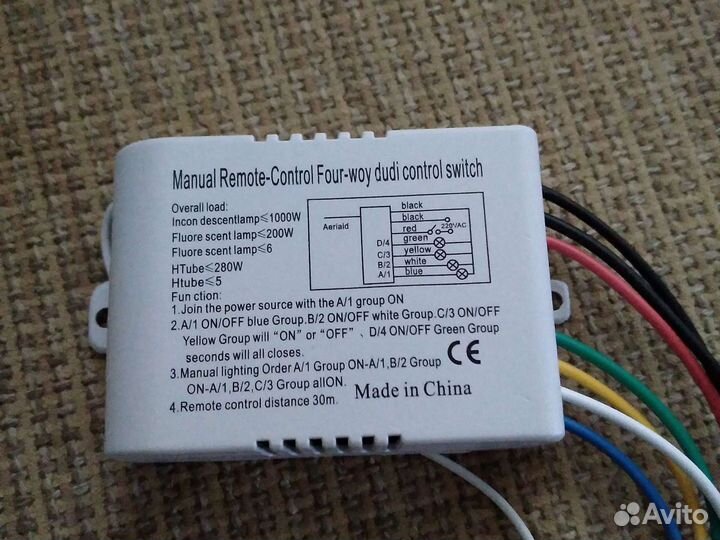 Manual Remote-Control Four-woy dudi control switch
Overall load:
Incon descentlamp≤1000W
Fluore scent lamp≤200W
Fluore scent lamp≤6
HTube≤280W
Htube≤5
Aeriaid
D/4
C/3
B/2
A/1
black
black
red
green
yellow
white
blue
220V/AC
Fun ction:
1.Join the power source with the A/1 group ON
2.A/1 ON/OFF blue Group.B/2 ON/OFF white Group.C/3 ON/OFF
Yellow Group will "ON" or "OFF" 、D/4 ON/OFF Green Group
seconds will all closes.
3.Manual lighting Order A/1 Group ON-A/1,B/2 Group
ON-A/1,B/2,C/3 Group allON.
4.Remote control distance 30m.
CE
Made in China
Avito